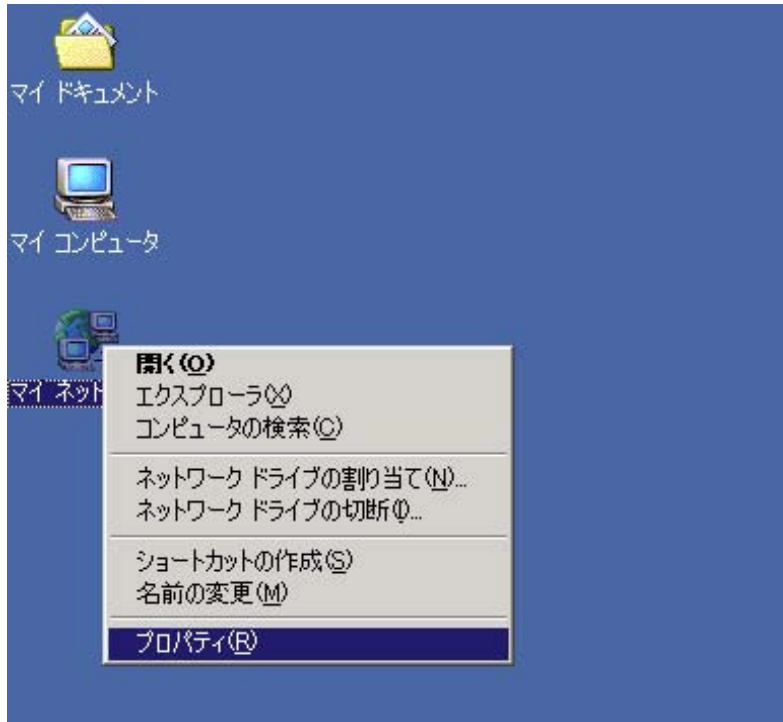 マイ ドキュメント
マイ コンピュータ
マイ ネット
開く(O)
エクスプローラ(X)
コンピュータの検索(C)
ネットワーク ドライブの割り当て(N)...
ネットワーク ドライブの切断(I)...
ショートカットの作成(S)
名前の変更(M)
プロパティ(R)